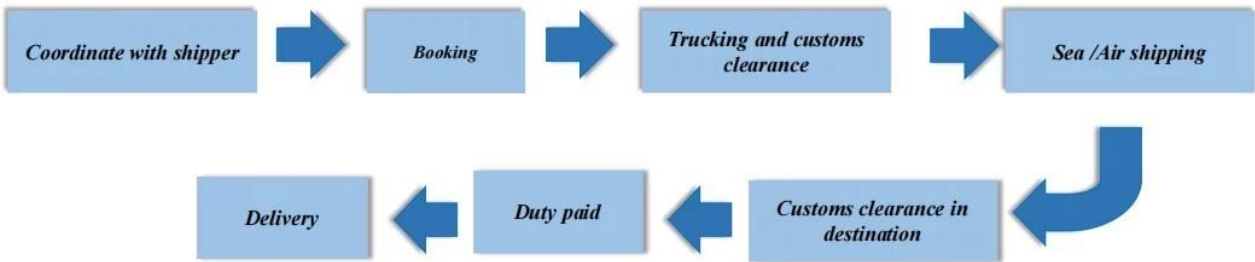 Coordinate with shipper
Booking
Trucking and customs
clearance
Sea /Air shipping
Customs clearance in
destination
Duty paid
Delivery